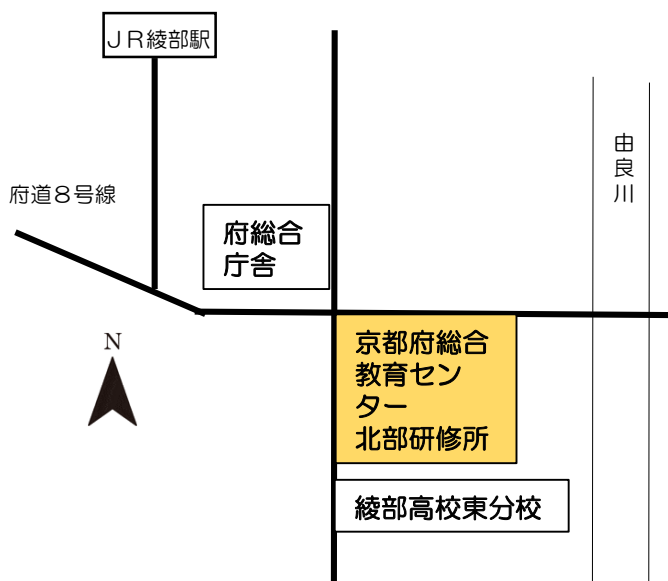 JR綾部駅
由
良
川
府道8号線
府総合
庁舎
N
京都府総合
教育セン
ター
北部研修所
綾部高校東分校